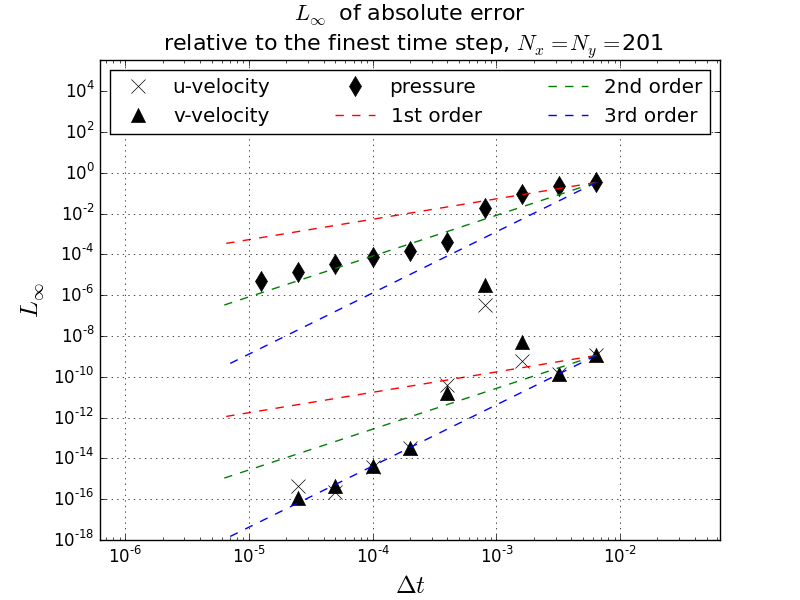 L∞ of absolute error
relative to the finest time step, Nx = Ny =201
u-velocity
v-velocity
pressure
1st order
2nd order
3rd order
L∞
10^4
10^2
10^0
10^-2
10^-4
10^-6
10^-8
10^-10
10^-12
10^-14
10^-16
10^-18
10^-6
10^-5
10^-4
10^-3
10^-2
Δt